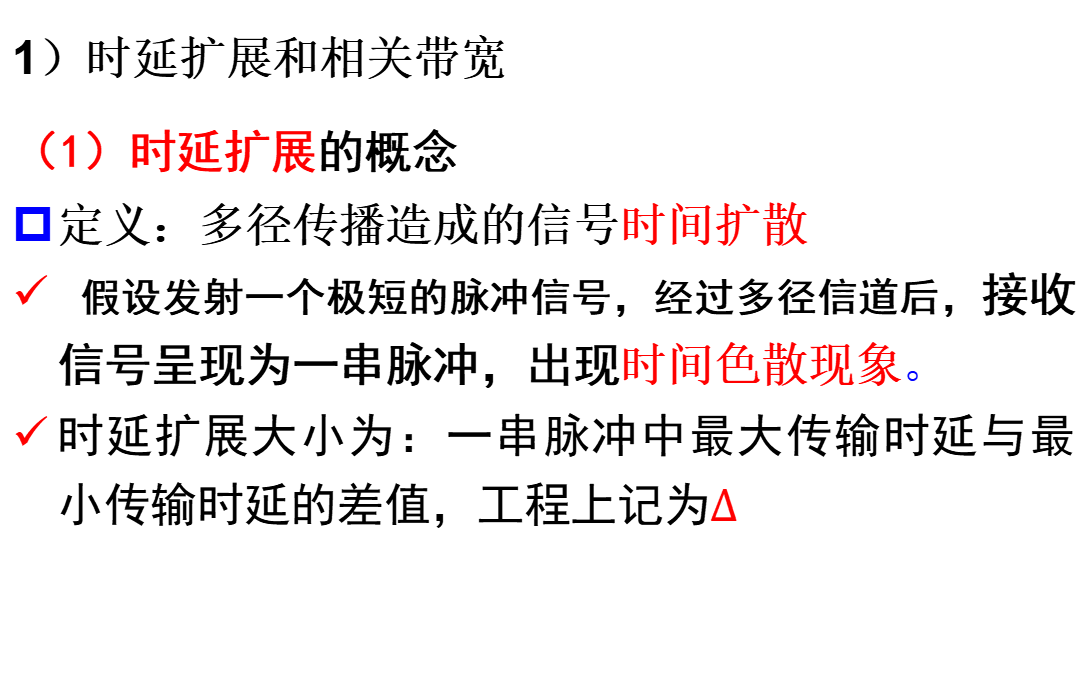 1）时延扩展和相关带宽
（1）时延扩展的概念
定义：多径传播造成的信号时间扩散
✓ 假设发射一个极短的脉冲信号，经过多径信道后，接收
信号呈现为一串脉冲，出现时间色散现象。
✓ 时延扩展大小为：一串脉冲中最大传输时延与最
小传输时延的差值，工程上记为Δ